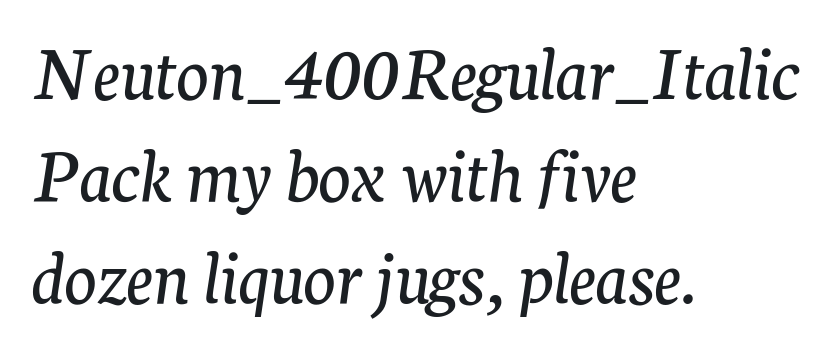 Neuton_400Regular_Italic
Pack my box with five
dozen liquor jugs, please.